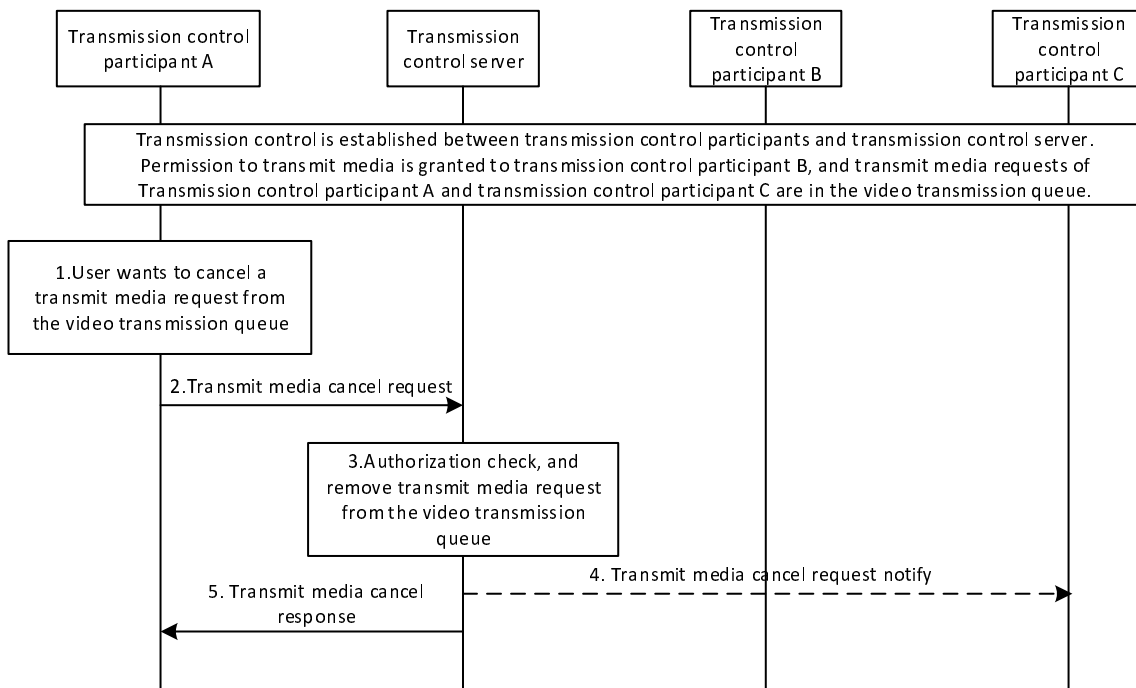 Transmission control
participant A
Transmission
control server
Transmission
control
participant B
Transmission
control
participant C
Transmission control is established between transmission control participants and transmission control server.
Permission to transmit media is granted to transmission control participant B, and transmit media requests of
Transmission control participant A and transmission control participant C are in the video transmission queue.
1.User wants to cancel a
transmit media request from
the video transmission queue
2.Transmit media cancel request
3.Authorization check, and
remove transmit media request
from the video transmission
queue
4. Transmit media cancel request notify
5. Transmit media cancel
response